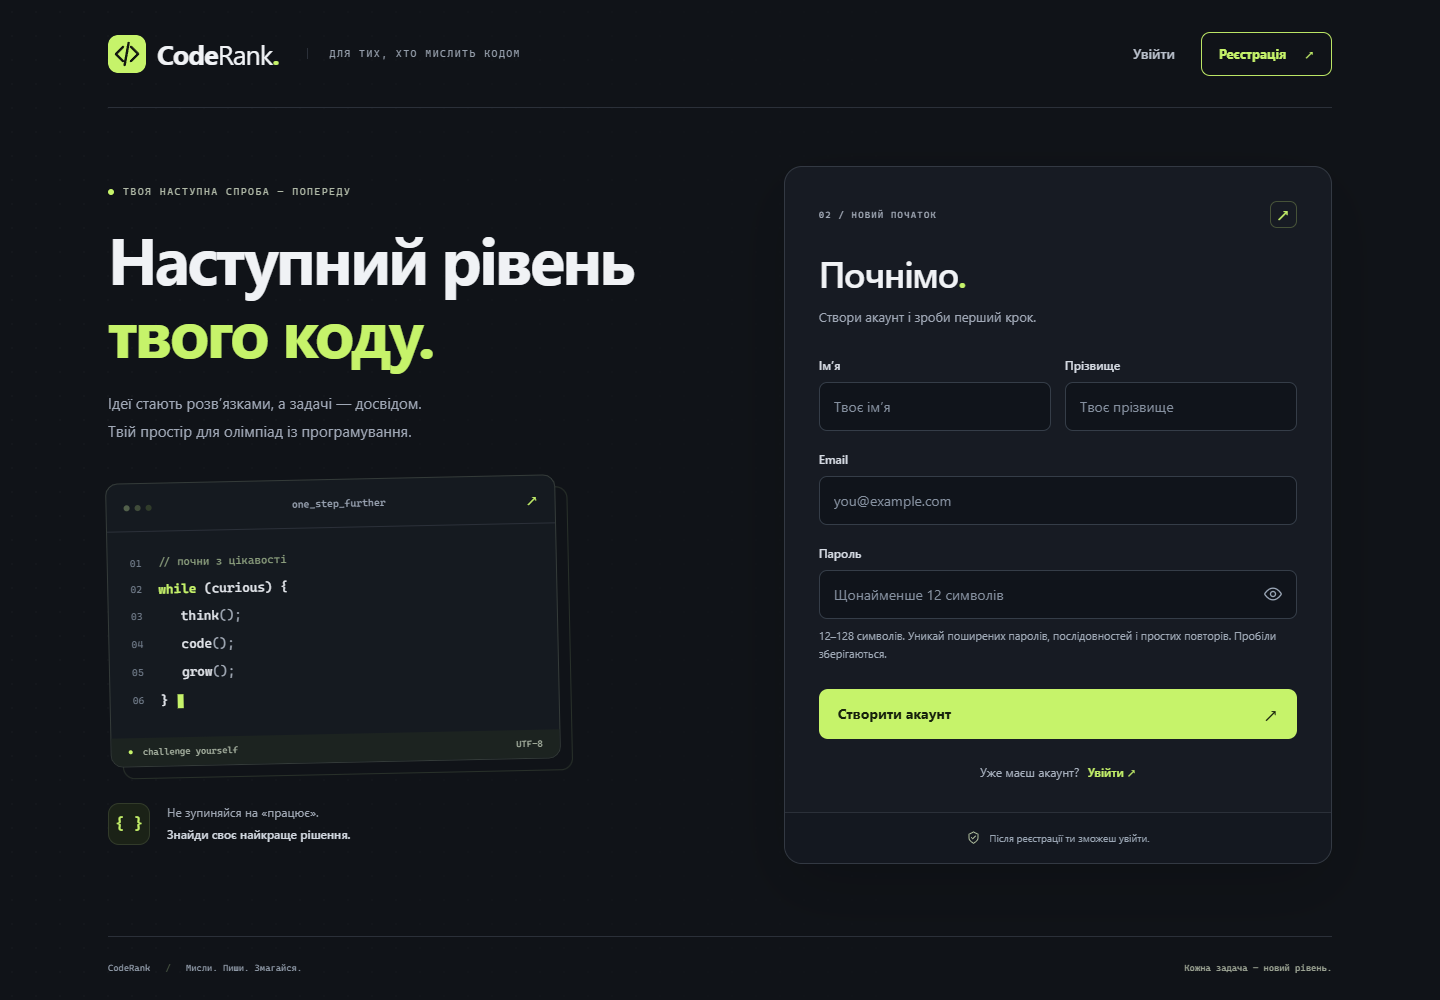 CodeRank.
ДЛЯ ТИХ, ХТО МИСЛИТЬ КОДОМ
Увійти
Реєстрація ↗
ТВОЯ НАСТУПНА СПРОБА — ПОПЕРЕДУ
Наступний рівень
твого коду.
Ідеї стають розв’язками, а задачі — досвідом.
Твій простір для олімпіад із програмування.
one_step_further ↗
01 // почни з цікавості
02 while (curious) {
03 think();
04 code();
05 grow();
06 }
challenge yourself UTF-8
{ }
Не зупиняйся на «працює».
Знайди своє найкраще рішення.
02 / НОВИЙ ПОЧАТОК ↗
Почнімо.
Створи акаунт і зроби перший крок.
Ім’я Прізвище
Твоє ім’я Твоє прізвище
Email
you@example.com
Пароль
Щонайменше 12 символів
12–128 символів. Уникай поширених паролів, послідовностей і простих повторів. Пробіли
зберігаються.
Створити акаунт ↗
Уже маєш акаунт? Увійти ↗
Після реєстрації ти зможеш увійти.
CodeRank / Мисли. Пиши. Змагайся.
Кожна задача — новий рівень.